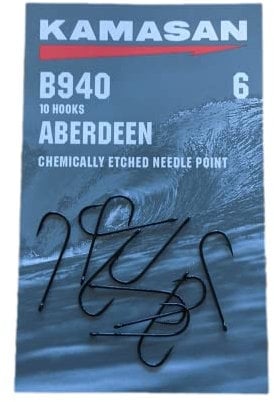 KAMASAN
B940 6
10 HOOKS
ABERDEEN
CHEMICALLY ETCHED NEEDLE POINT